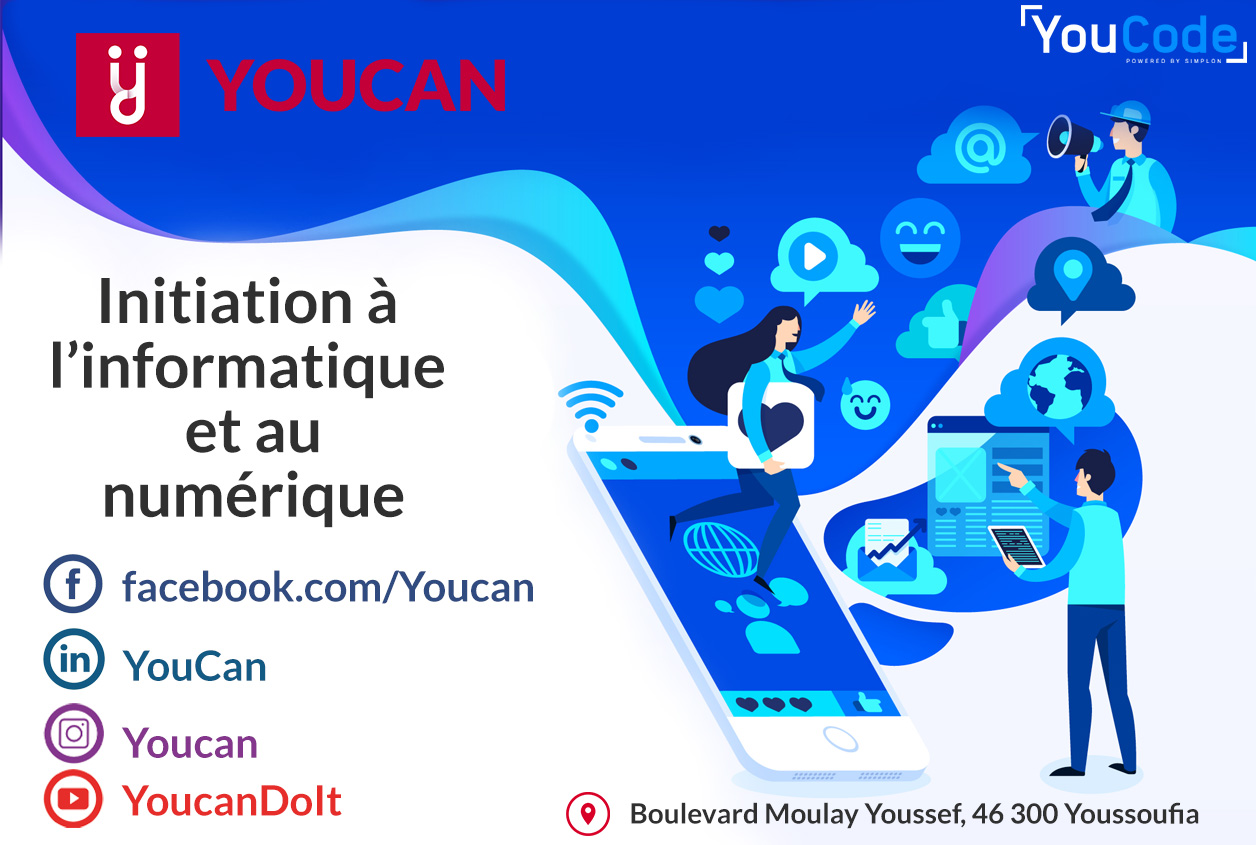 YOUCAN
YouCode
POWERED BY SIMPLON
Initiation à
l’informatique
et au
numérique
facebook.com/Youcan
in YouCan
Youcan
YoucanDoIt
Boulevard Moulay Youssef, 46 300 Youssoufia